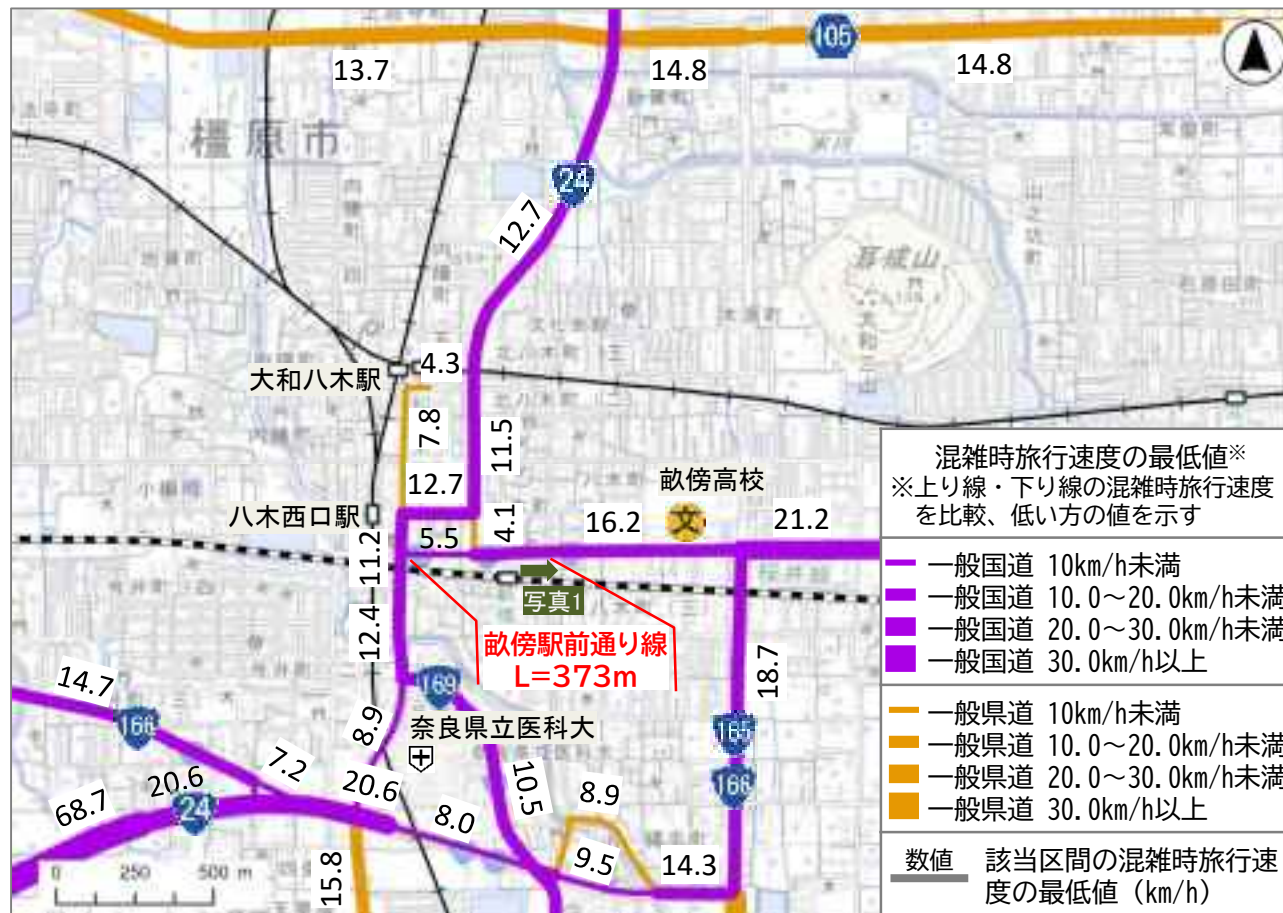 13.7
14.8
105
14.8
橿原市
24
12.7
耳成山
大和八木駅
4.3
7.8
11.5
12.7
畝傍高校
文
八木西口駅
5.5
4.1
16.2
21.2
11.2
写真1
12.4
畝傍駅前通り線
L=373m
18.7
14.7
166
169
8.9
奈良県立医科大
165
166
7.2
20.6
20.6
10.5
8.9
68.7
24
8.0
9.5
14.3
15.8
0 250 500 m
混雑時旅行速度の最低値※
※上り線・下り線の混雑時旅行速度
を比較、低い方の値を示す
一般国道 10km/h未満
一般国道 10.0～20.0km/h未満
一般国道 20.0～30.0km/h未満
一般国道 30.0km/h以上
一般県道 10km/h未満
一般県道 10.0～20.0km/h未満
一般県道 20.0～30.0km/h未満
一般県道 30.0km/h以上
数値 該当区間の混雑時旅行速
度の最低値（km/h）